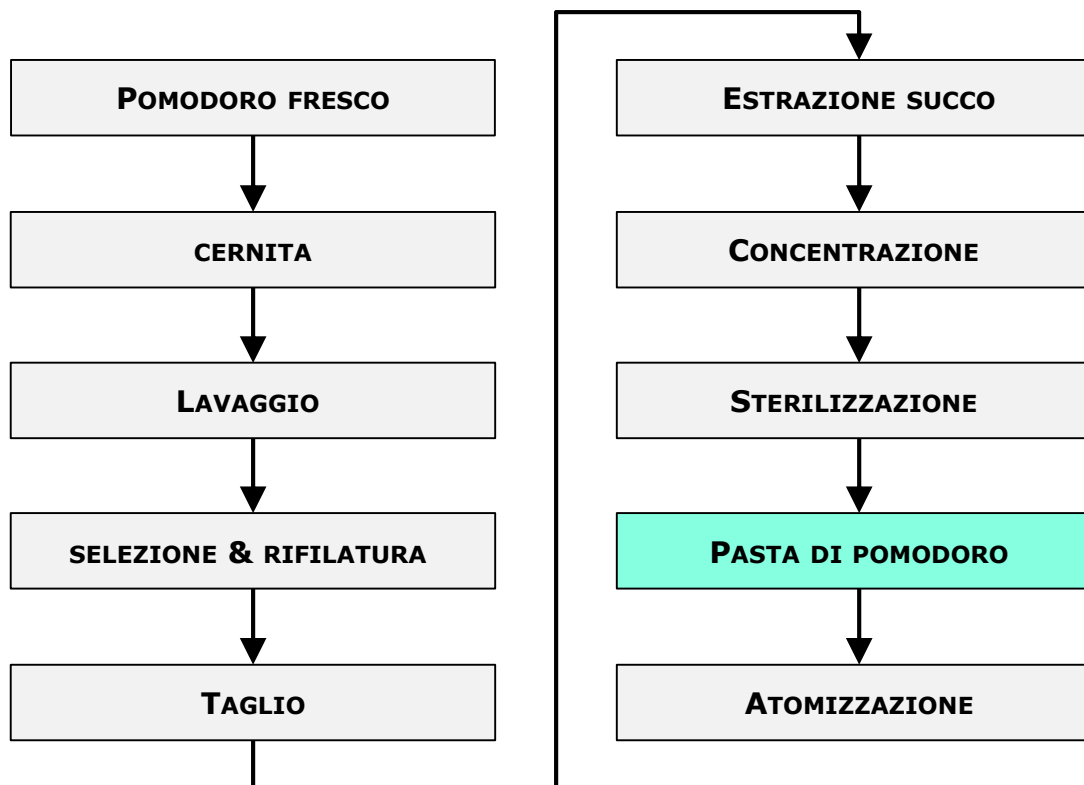 POMODORO FRESCO
CERNITA
LAVAGGIO
SELEZIONE & RIFILATURA
TAGLIO
ESTRAZIONE SUCCO
CONCENTRAZIONE
STERILIZZAZIONE
PASTA DI POMODORO
ATOMIZZAZIONE